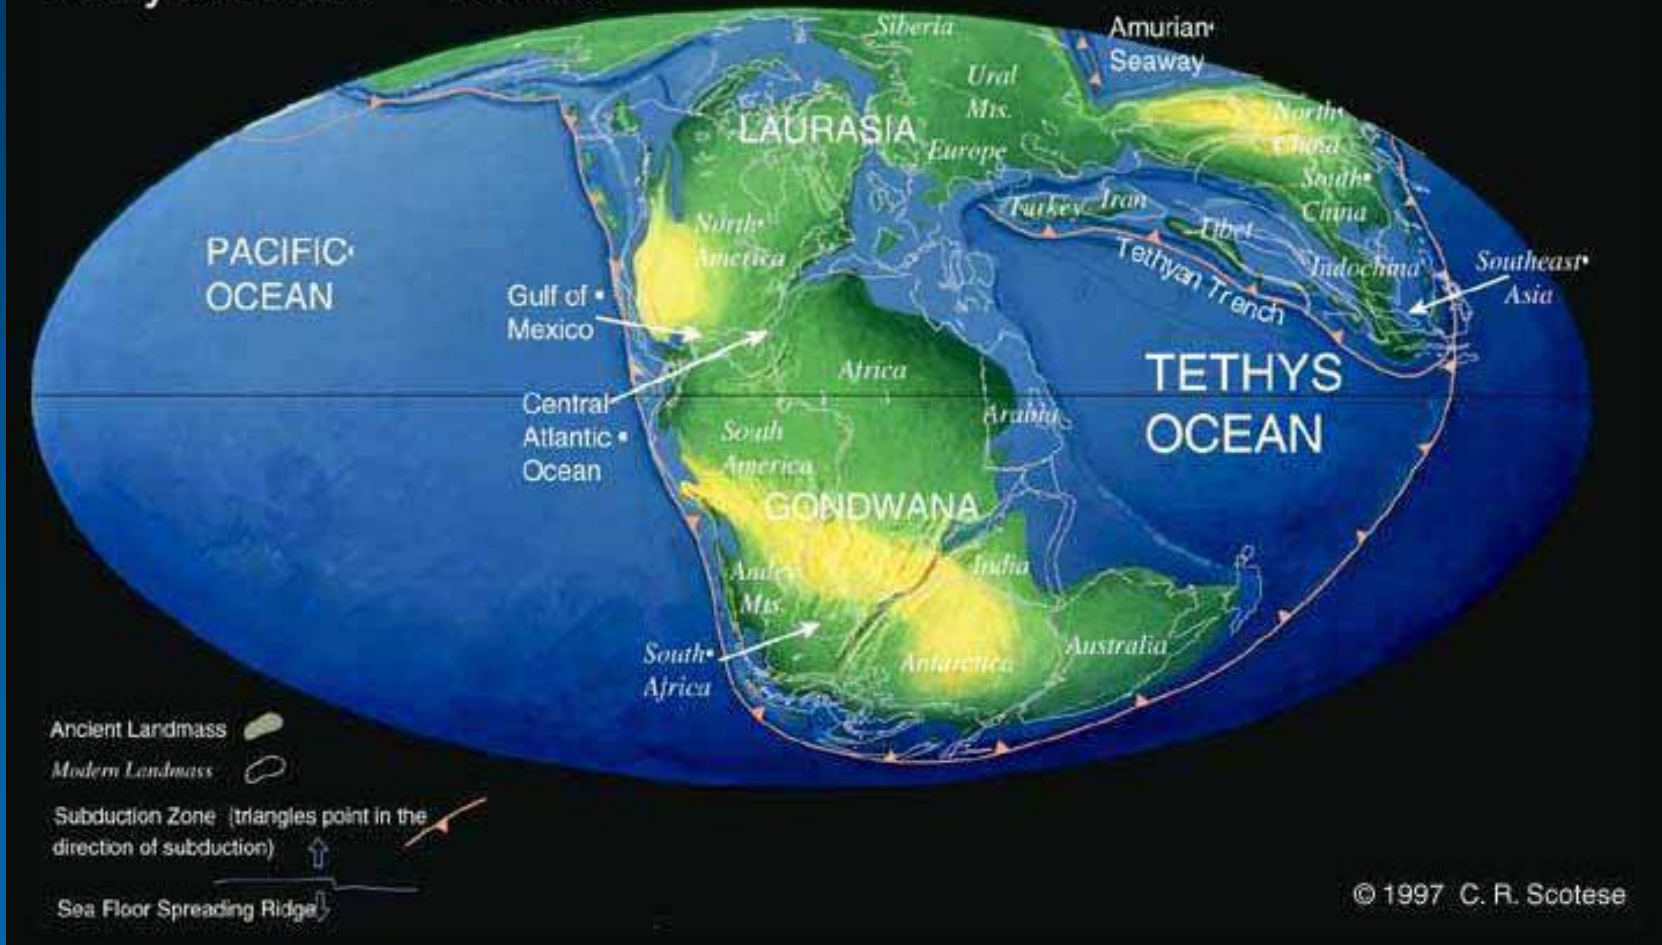 Siberia
Amurian
Seaway
Ural
Mts.
LAURASIA
Europe
North
China
South
China
Turkey
Iran
Tibet
Tethyan Trench
Indochina
Southeast
Asia
PACIFIC
OCEAN
North
America
Gulf of
Mexico
Africa
TETHYS
OCEAN
Central
Atlantic
Ocean
Arabia
South
America
GONDWANA
Andes
Mts.
India
South
Africa
Antarctica
Australia
Ancient Landmass
Modern Landmass
Subduction Zone (triangles point in the
direction of subduction)
Sea Floor Spreading Ridge
© 1997 C. R. Scotese